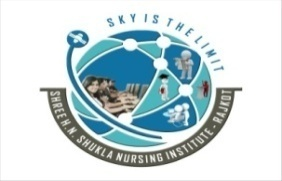 SKY IS THE LIMIT
SHREE H.N. SHUKLA NURSING INSTITUTE - RAJKOT